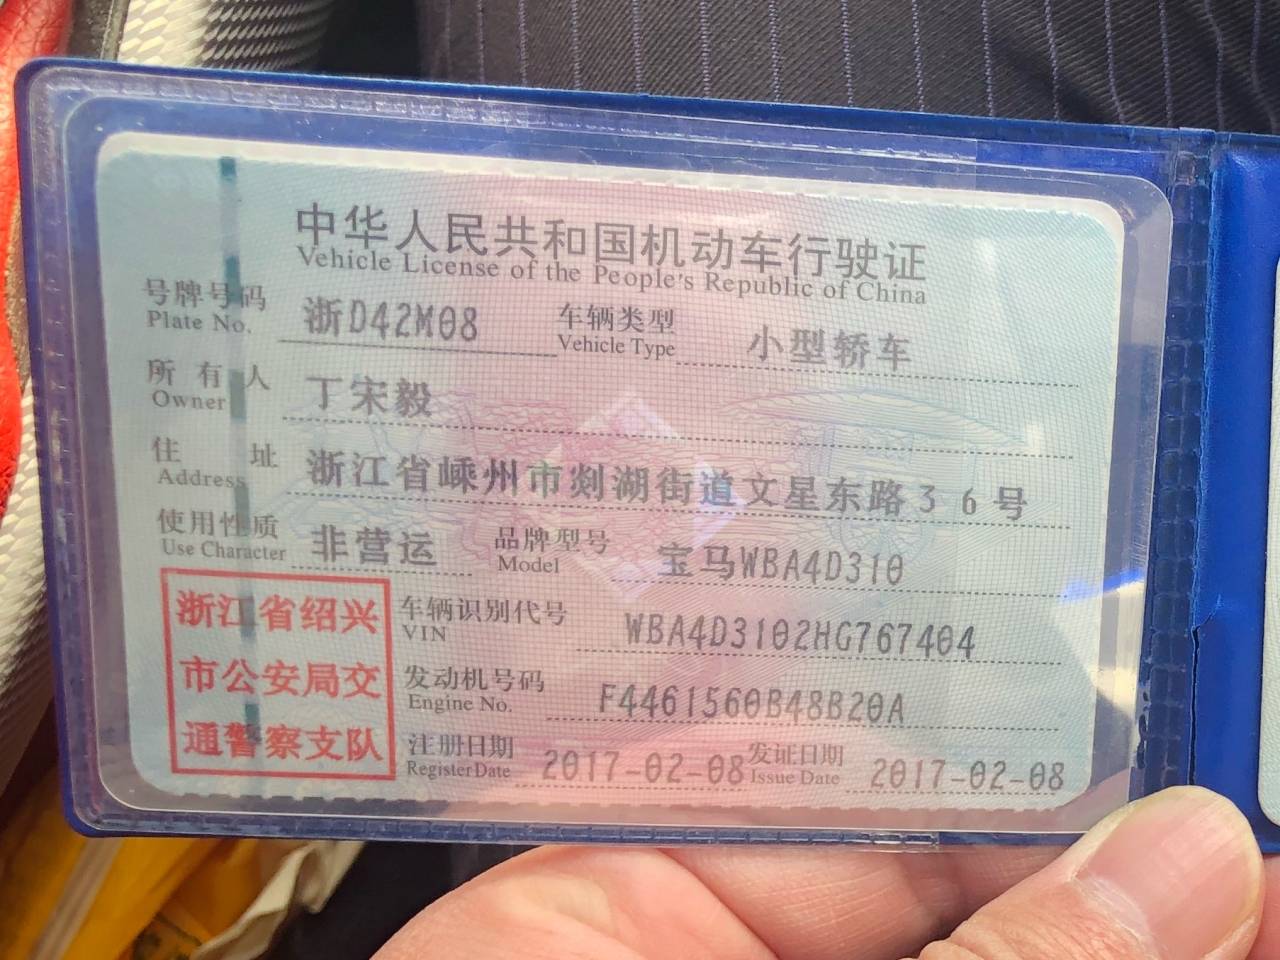 中华人民共和国机动车行驶证
Vehicle License of the People's Republic of China
号牌号码 浙D42M08 车辆类型 小型轿车
Plate No. Vehicle Type
所有人 丁宋毅
Owner
住址 浙江省嵊州市剡湖街道文星东路36号
Address
使用性质 非营运 品牌型号 宝马WBA4D310
Use Character Model
车辆识别代号 WBA4D3102HG767404
VIN
发动机号码 F4461560B48B20A
Engine No.
注册日期 2017-02-08 发证日期 2017-02-08
Register Date Issue Date
浙江省绍兴
市公安局交
通警察支队